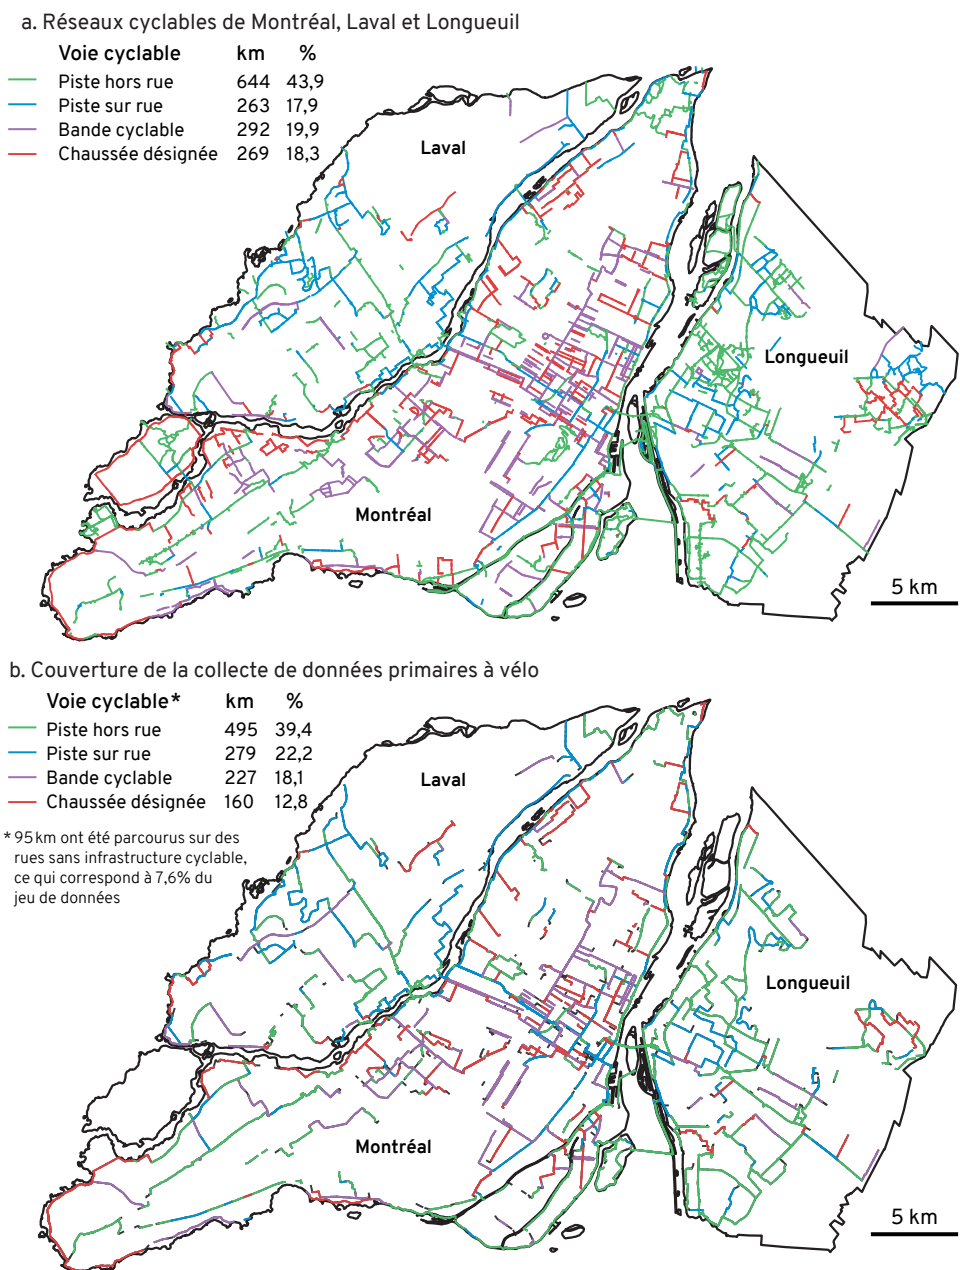 a. Réseaux cyclables de Montréal, Laval et Longueuil
Voie cyclable km %
Piste hors rue 644 43,9
Piste sur rue 263 17,9
Bande cyclable 292 19,9
Chaussée désignée 269 18,3
Laval
Longueuil
Montréal
5 km
b. Couverture de la collecte de données primaires à vélo
Voie cyclable* km %
Piste hors rue 495 39,4
Piste sur rue 279 22,2
Bande cyclable 227 18,1
Chaussée désignée 160 12,8
* 95 km ont été parcourus sur des
rues sans infrastructure cyclable,
ce qui correspond à 7,6% du
jeu de données
Laval
Longueuil
Montréal
5 km